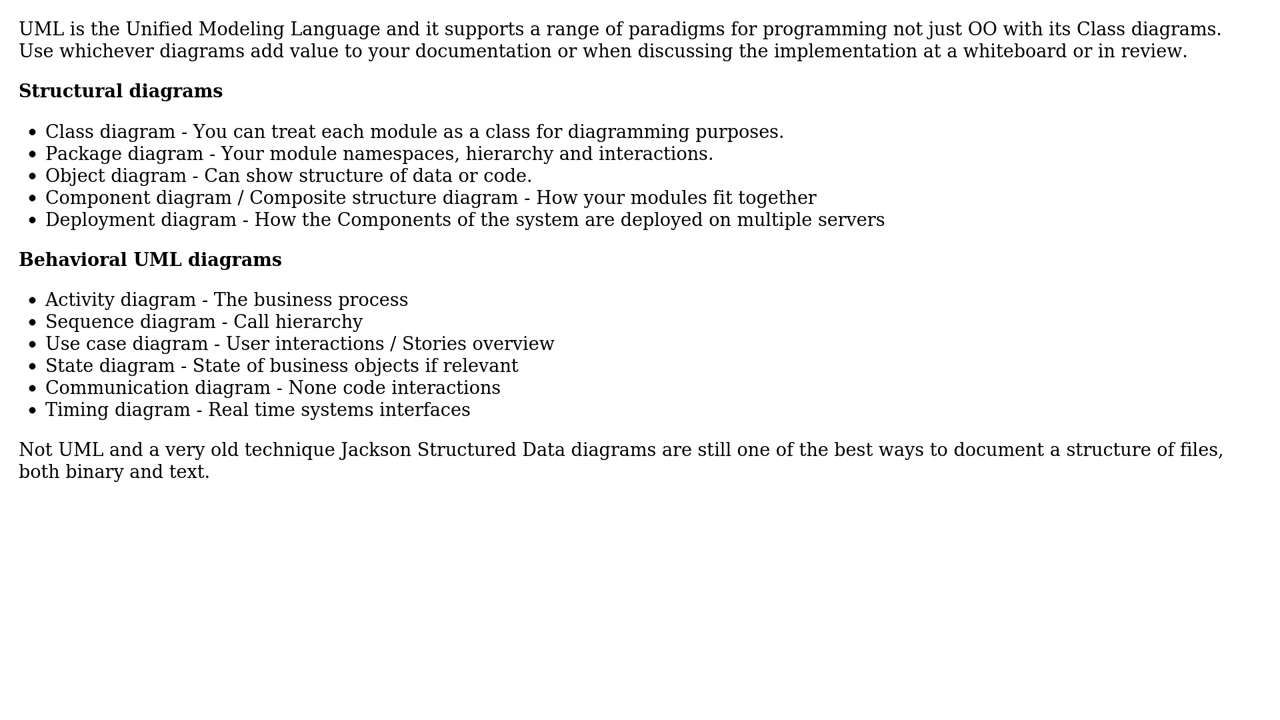 UML is the Unified Modeling Language and it supports a range of paradigms for programming not just OO with its Class diagrams.
Use whichever diagrams add value to your documentation or when discussing the implementation at a whiteboard or in review.
Structural diagrams
• Class diagram - You can treat each module as a class for diagramming purposes.
• Package diagram - Your module namespaces, hierarchy and interactions.
• Object diagram - Can show structure of data or code.
• Component diagram / Composite structure diagram - How your modules fit together
• Deployment diagram - How the Components of the system are deployed on multiple servers
Behavioral UML diagrams
• Activity diagram - The business process
• Sequence diagram - Call hierarchy
• Use case diagram - User interactions / Stories overview
• State diagram - State of business objects if relevant
• Communication diagram - None code interactions
• Timing diagram - Real time systems interfaces
Not UML and a very old technique Jackson Structured Data diagrams are still one of the best ways to document a structure of files,
both binary and text.